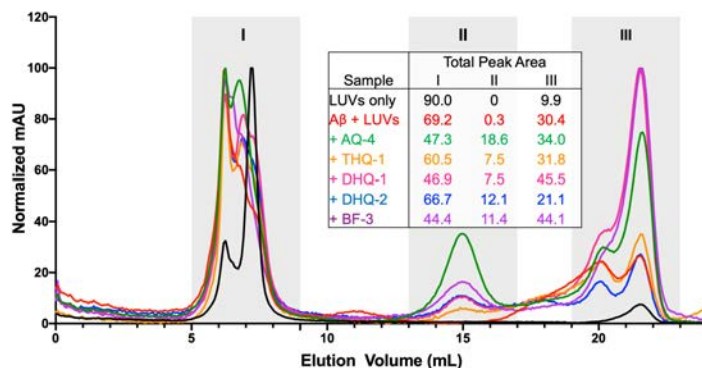 I II III
Total Peak Area
Sample I II III
LUVs only 90.0 0 9.9
Aβ + LUVs 69.2 0.3 30.4
+ AQ-4 47.3 18.6 34.0
+ THQ-1 60.5 7.5 31.8
+ DHQ-1 46.9 7.5 45.5
+ DHQ-2 66.7 12.1 21.1
+ BF-3 44.4 11.4 44.1
Normalized mAU
120
100
80
60
40
20
0
0 5 10 15 20
Elution Volume (mL)